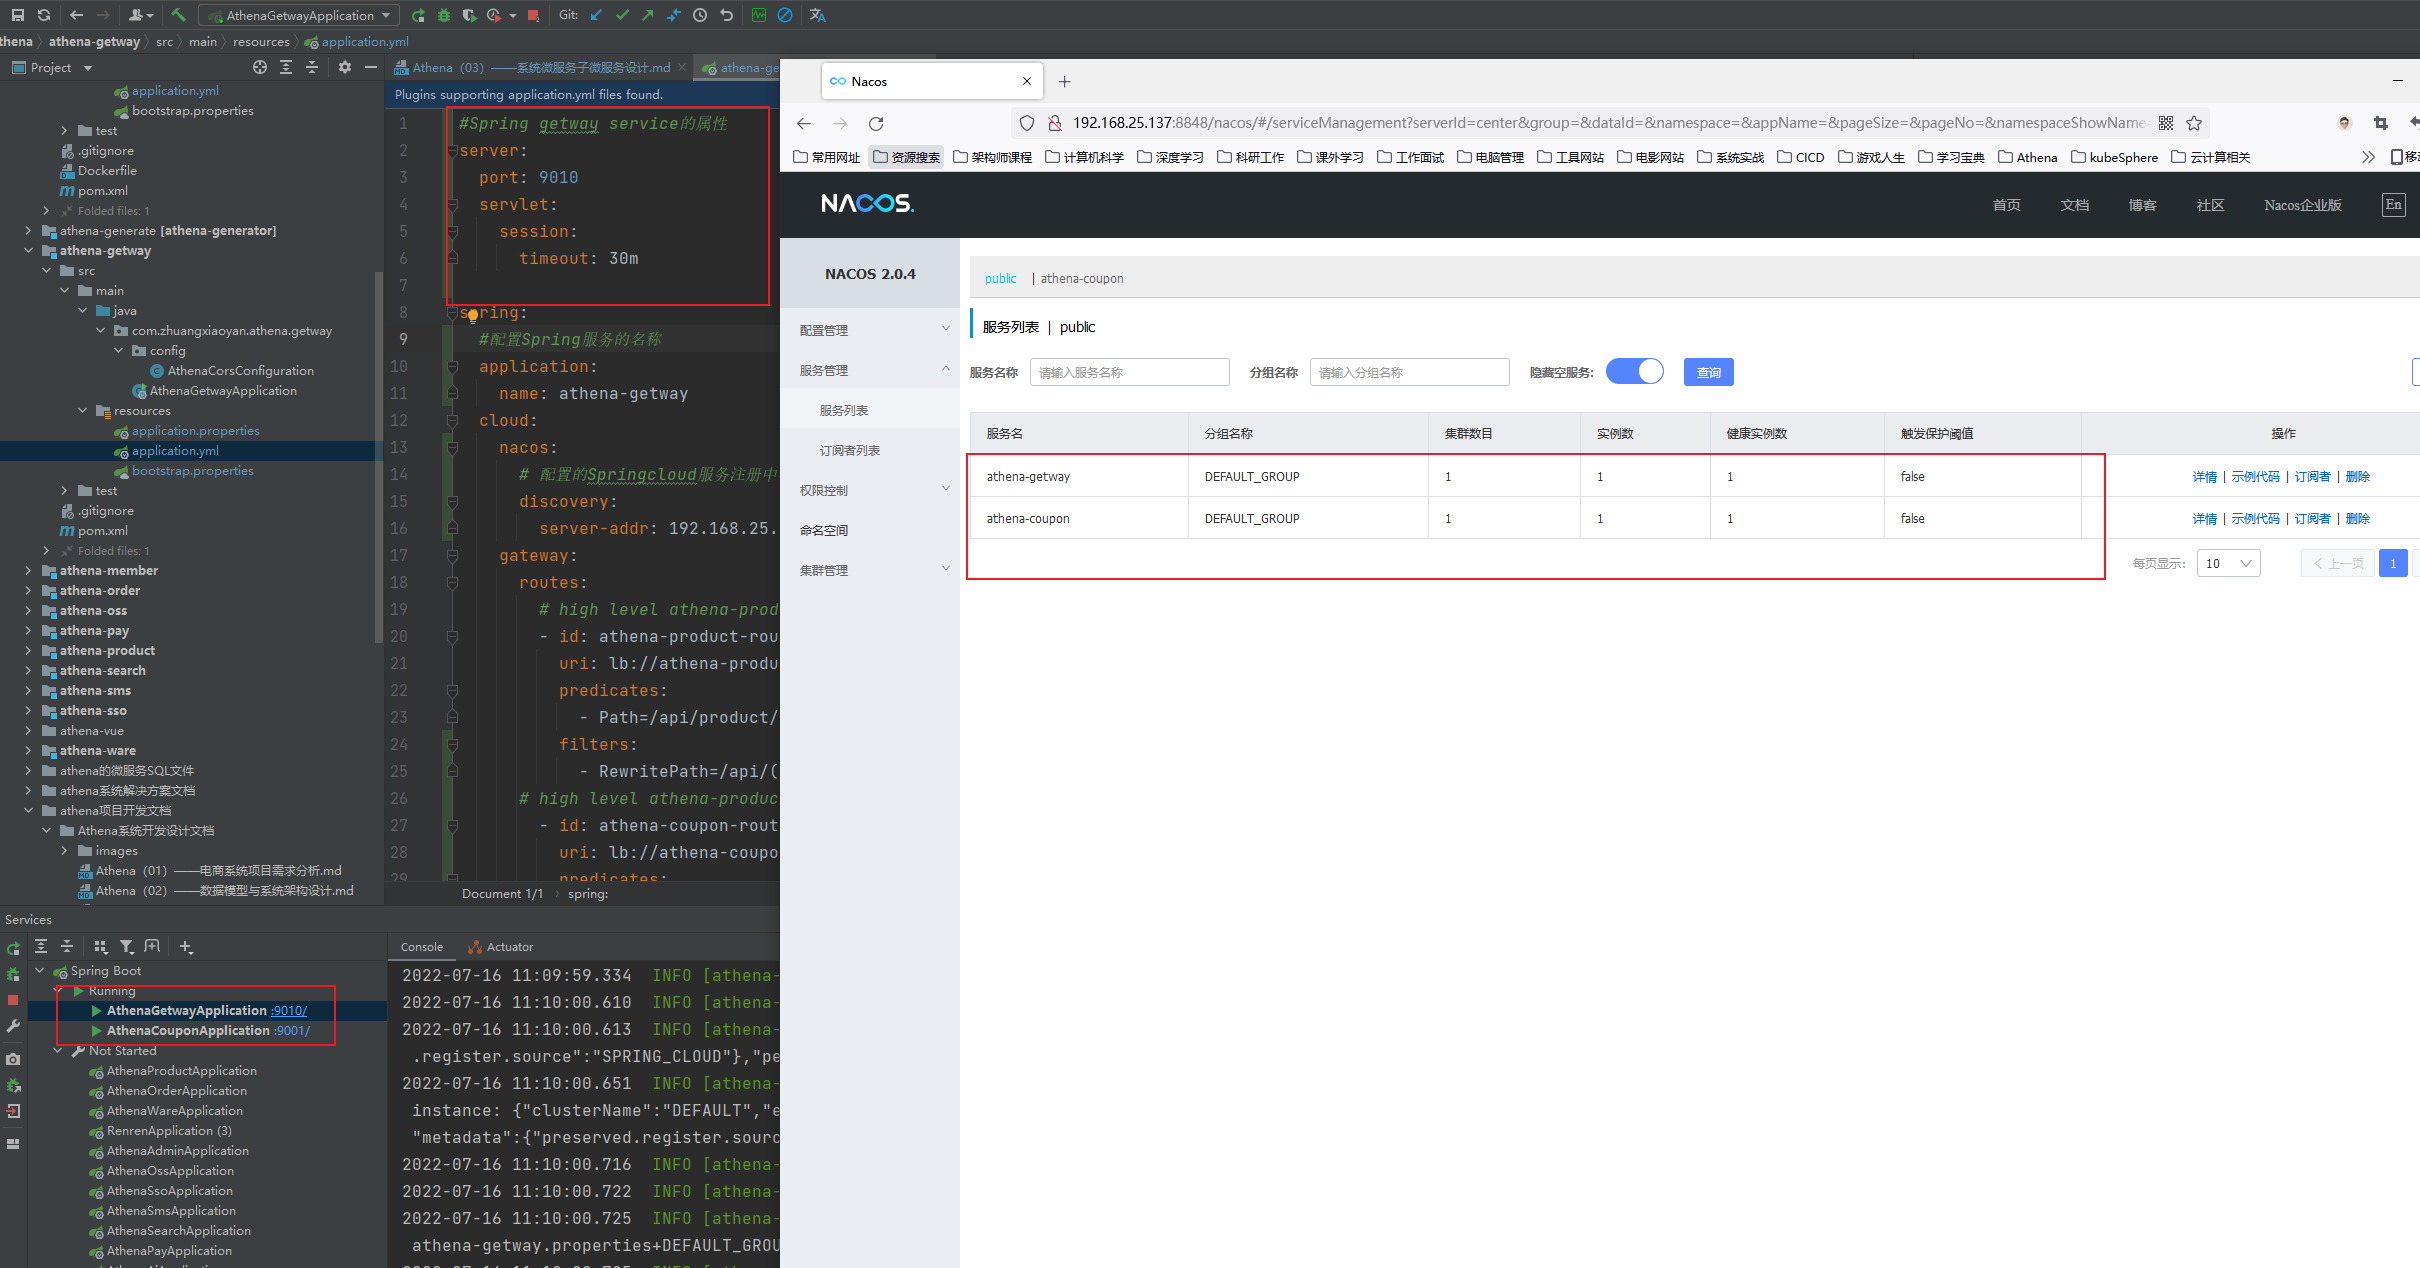 AthenaGetwayApplication
Git:
thena
athena-getway
src
main
resources
application.yml
Project
application.yml
bootstrap.properties
test
.gitignore
Dockerfile
pom.xml
Folded files: 1
athena-generate [athena-generator]
athena-getway
src
main
java
com.zhuangxiaoyan.athena.getway
config
AthenaCorsConfiguration
AthenaGetwayApplication
resources
application.properties
application.yml
bootstrap.properties
test
.gitignore
pom.xml
Folded files: 1
athena-member
athena-order
athena-oss
athena-pay
athena-product
athena-search
athena-sms
athena-sso
athena-vue
athena-ware
athena的微服务SQL文件
athena系统解决方案文档
athena项目开发文档
Athena系统开发设计文档
images
Athena（01）——电商系统项目需求分析.md
Athena（02）——数据模型与系统架构设计.md
Athena（03）——系统微服务子微服务设计.md
athena-ge
Plugins supporting application.yml files found.
1 #Spring getway service的属性
2 server:
3 port: 9010
4 servlet:
5 session:
6 timeout: 30m
7
8 spring:
9 #配置Spring服务的名称
10 application:
11 name: athena-getway
12 cloud:
13 nacos:
14 # 配置的Springcloud服务注册中
15 discovery:
16 server-addr: 192.168.25.
17 gateway:
18 routes:
19 # high level athena-prod
20 - id: athena-product-rou
21 uri: lb://athena-produ
22 predicates:
23 - Path=/api/product/
24 filters:
25 - RewritePath=/api/(
26 # high level athena-produc
27 - id: athena-coupon-rout
28 uri: lb://athena-coupo
29 predicates:
Document 1/1
spring:
Services
Spring Boot
Running
AthenaGetwayApplication :9010/
AthenaCouponApplication :9001/
Not Started
AthenaProductApplication
AthenaOrderApplication
AthenaWareApplication
RenrenApplication (3)
AthenaAdminApplication
AthenaOssApplication
AthenaSsoApplication
AthenaSmsApplication
AthenaSearchApplication
AthenaPayApplication
Console
Actuator
2022-07-16 11:09:59.334 INFO [athena-
2022-07-16 11:10:00.610 INFO [athena-
2022-07-16 11:10:00.613 INFO [athena-
.register.source":"SPRING_CLOUD"},"pe
2022-07-16 11:10:00.651 INFO [athena-
instance: {"clusterName":"DEFAULT","e
"metadata":{"preserved.register.sourc
2022-07-16 11:10:00.716 INFO [athena-
2022-07-16 11:10:00.722 INFO [athena-
2022-07-16 11:10:00.725 INFO [athena-
athena-getway.properties+DEFAULT_GROU
Nacos
192.168.25.137:8848/nacos/#/serviceManagement?serverId=center&group=&dataId=&namespace=&appName=&pageSize=&pageNo=&namespaceShowName
常用网址 资源搜索 架构师课程 计算机科学 深度学习 科研工作 课外学习 工作面试 电脑管理 工具网站 电影网站 系统实战 CICD 游戏人生 学习宝典 Athena kubeSphere 云计算相关
NACOS.
首页 文档 博客 社区 Nacos企业版 En
NACOS 2.0.4
配置管理
服务管理
服务列表
订阅者列表
权限控制
命名空间
集群管理
public | athena-coupon
服务列表 | public
服务名称 请输入服务名称 分组名称 请输入分组名称 隐藏空服务: 查询
服务名 分组名称 集群数目 实例数 健康实例数 触发保护阈值 操作
athena-getway DEFAULT_GROUP 1 1 1 false 详情 | 示例代码 | 订阅者 | 删除
athena-coupon DEFAULT_GROUP 1 1 1 false 详情 | 示例代码 | 订阅者 | 删除
每页显示: 10 上一页 1